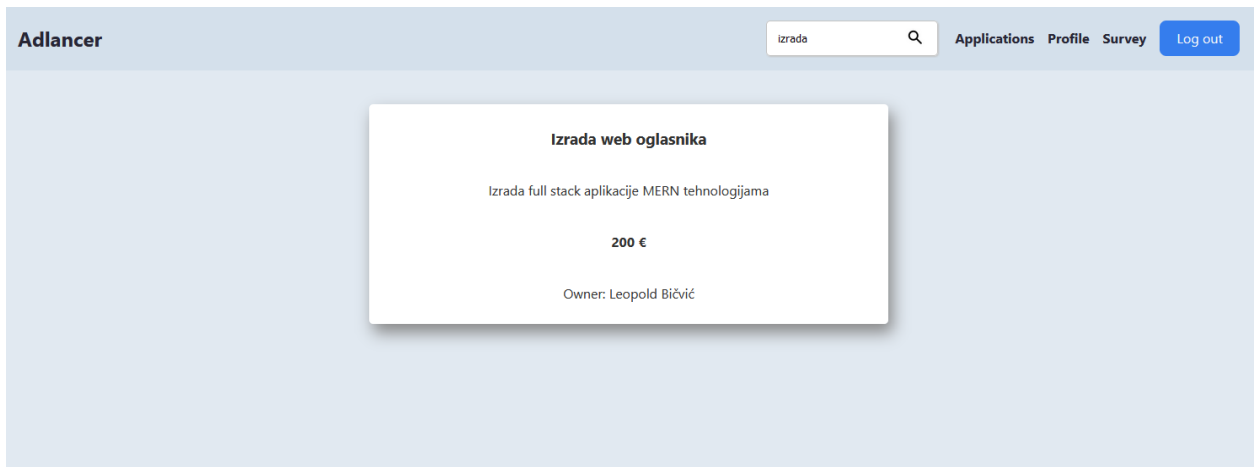 Adlancer
izrada
Applications Profile Survey Log out
Izrada web oglasnika
Izrada full stack aplikacije MERN tehnologijama
200 €
Owner: Leopold Bičvić